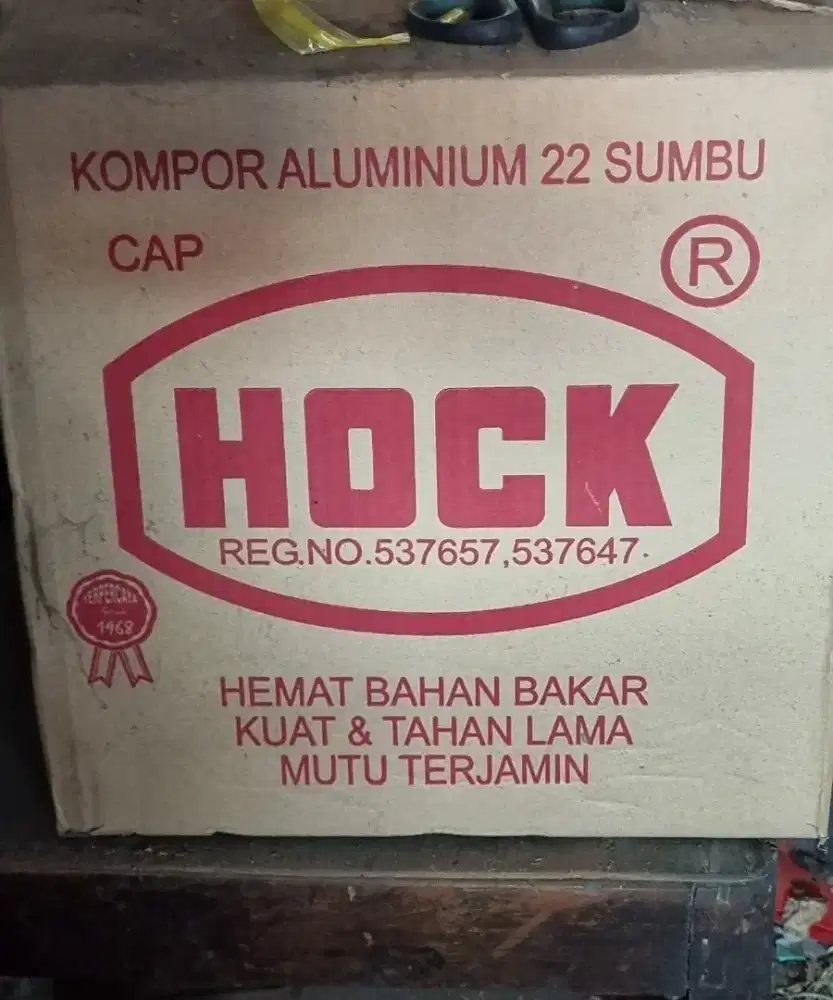 KOMPOR ALUMINIUM 22 SUMBU
CAP
®
HOCK
REG.NO.537657,537647.
TERPERCAYA
1968
HEMAT BAHAN BAKAR
KUAT & TAHAN LAMA
MUTU TERJAMIN